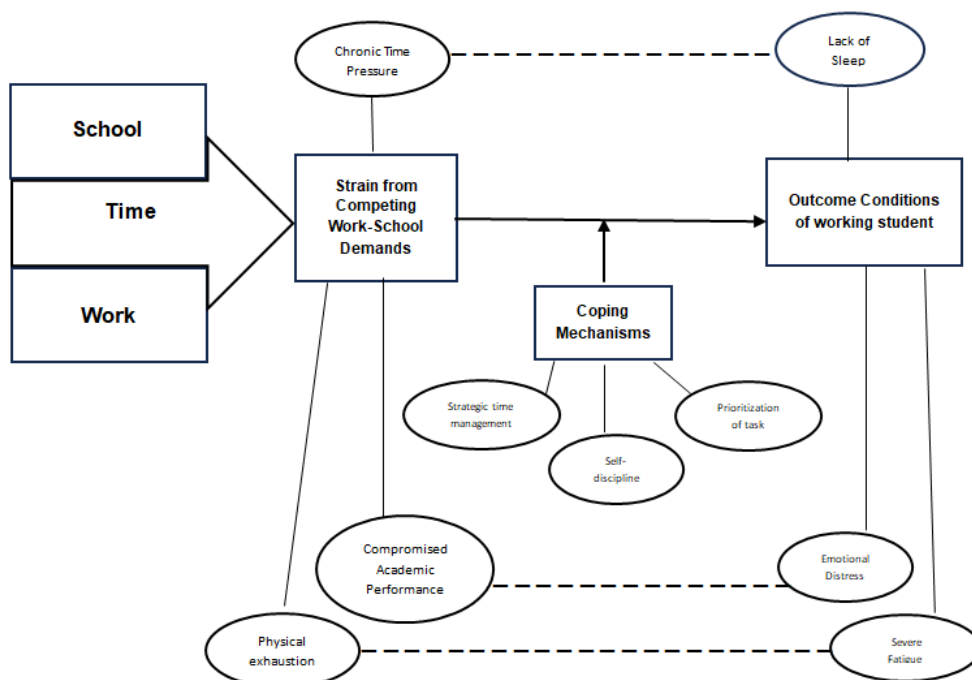 Chronic Time
Pressure
Lack of
Sleep
School
Time
Work
Strain from
Competing
Work-School
Demands
Outcome Conditions
of working student
Coping
Mechanisms
Strategic time
management
Prioritization
of task
Self-
discipline
Compromised
Academic
Performance
Emotional
Distress
Physical
exhaustion
Severe
Fatigue